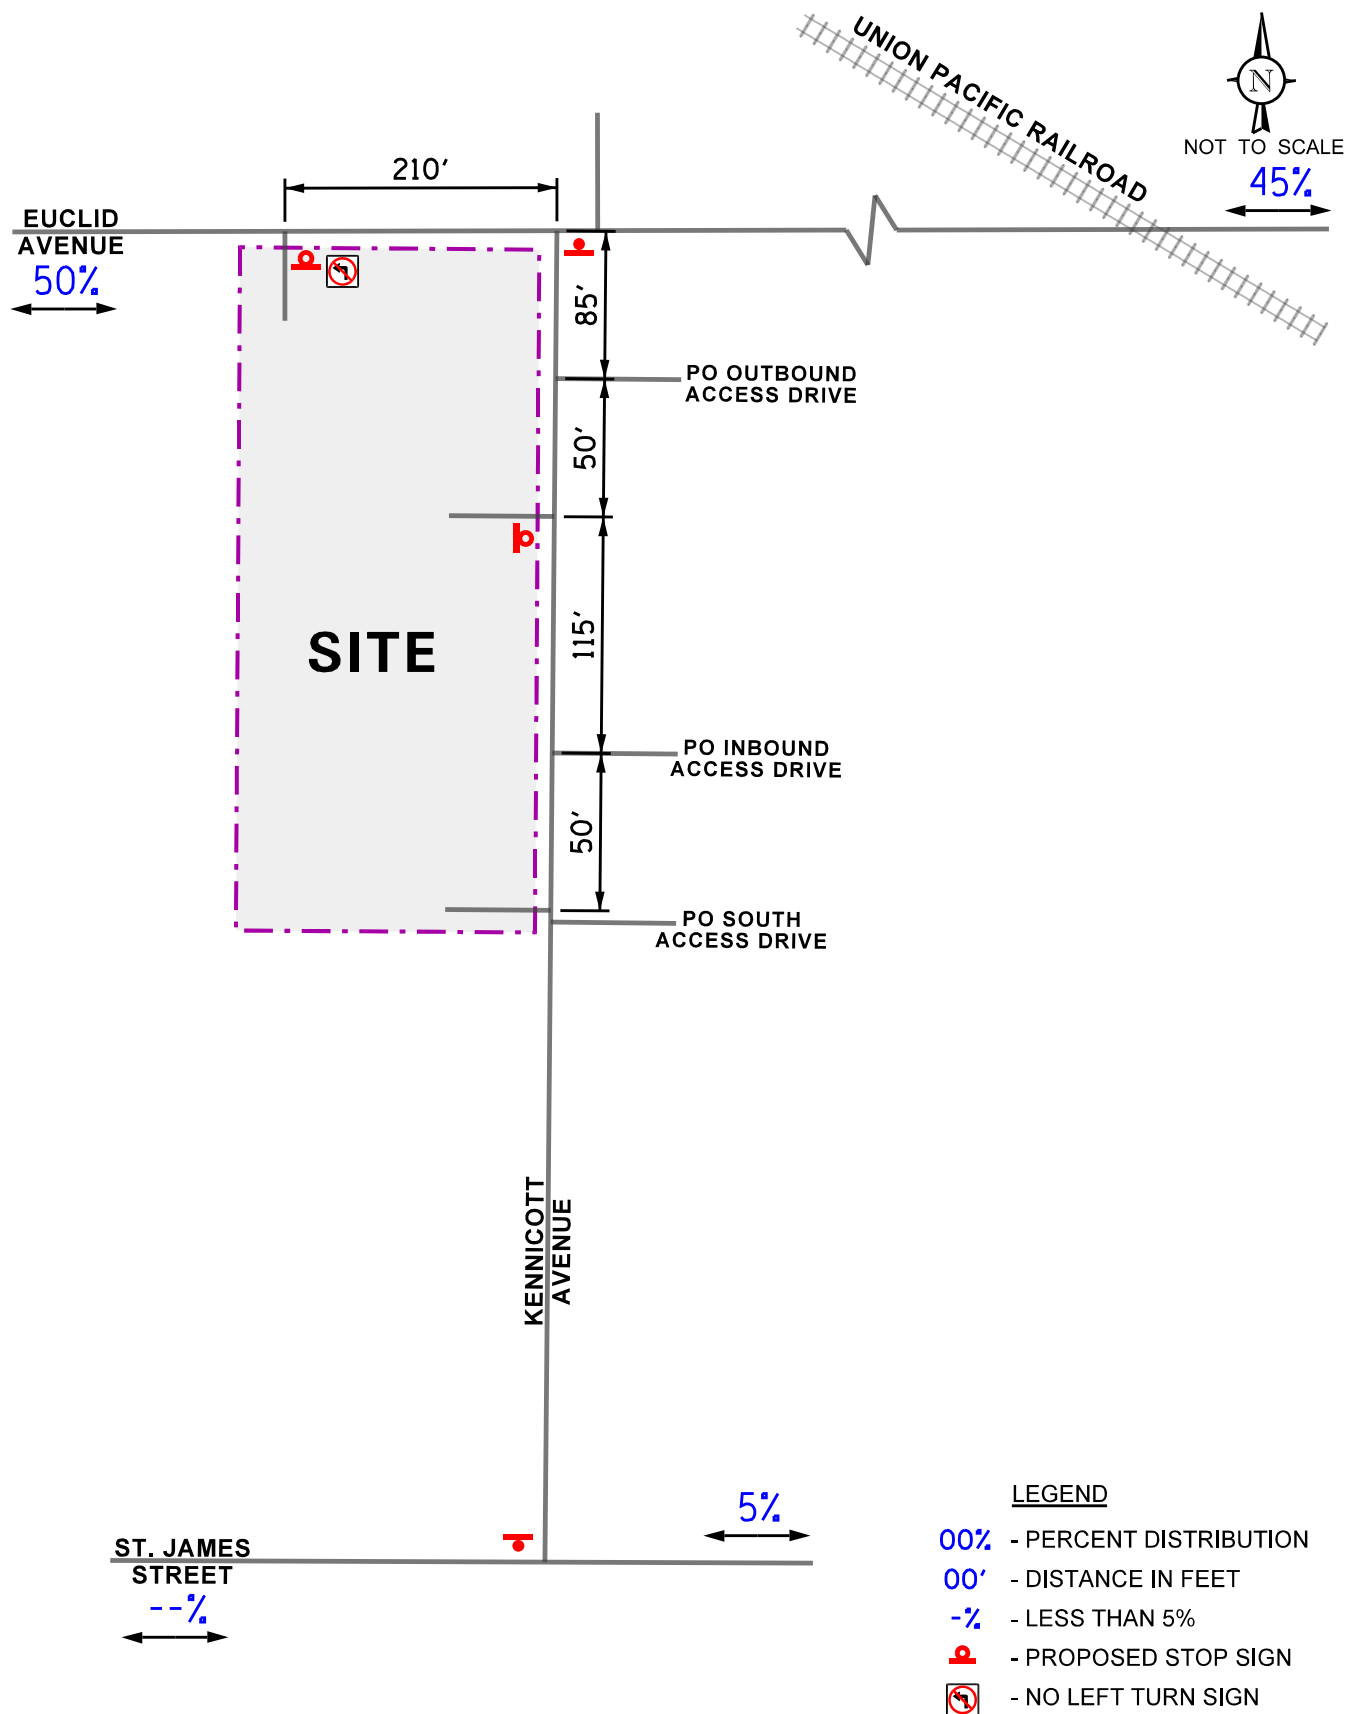 UNION PACIFIC RAILROAD
N
NOT TO SCALE
45%
210'
EUCLID
AVENUE
50%
85'
PO OUTBOUND
ACCESS DRIVE
50'
115'
SITE
PO INBOUND
ACCESS DRIVE
50'
PO SOUTH
ACCESS DRIVE
KENNICOTT
AVENUE
5%
ST. JAMES
STREET
--%
LEGEND
00% - PERCENT DISTRIBUTION
00' - DISTANCE IN FEET
-% - LESS THAN 5%
- PROPOSED STOP SIGN
- NO LEFT TURN SIGN